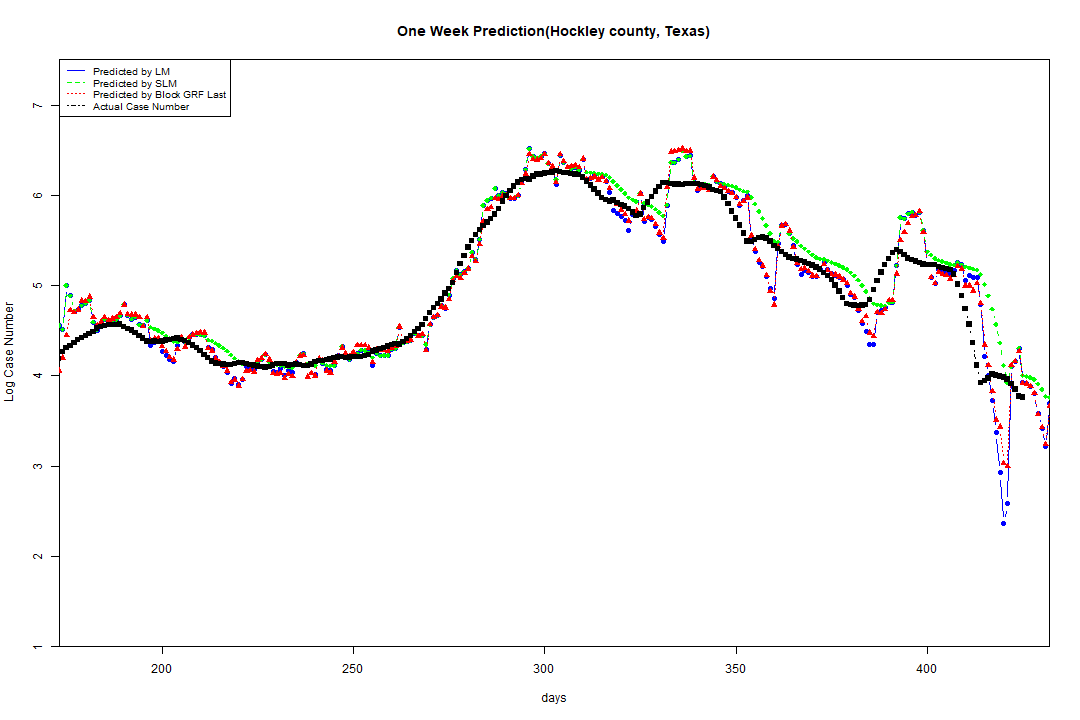 One Week Prediction(Hockley county, Texas)
Predicted by LM
Predicted by SLM
Predicted by Block GRF Last
Actual Case Number
Log Case Number
7
6
5
4
3
2
1
200 250 300 350 400
days